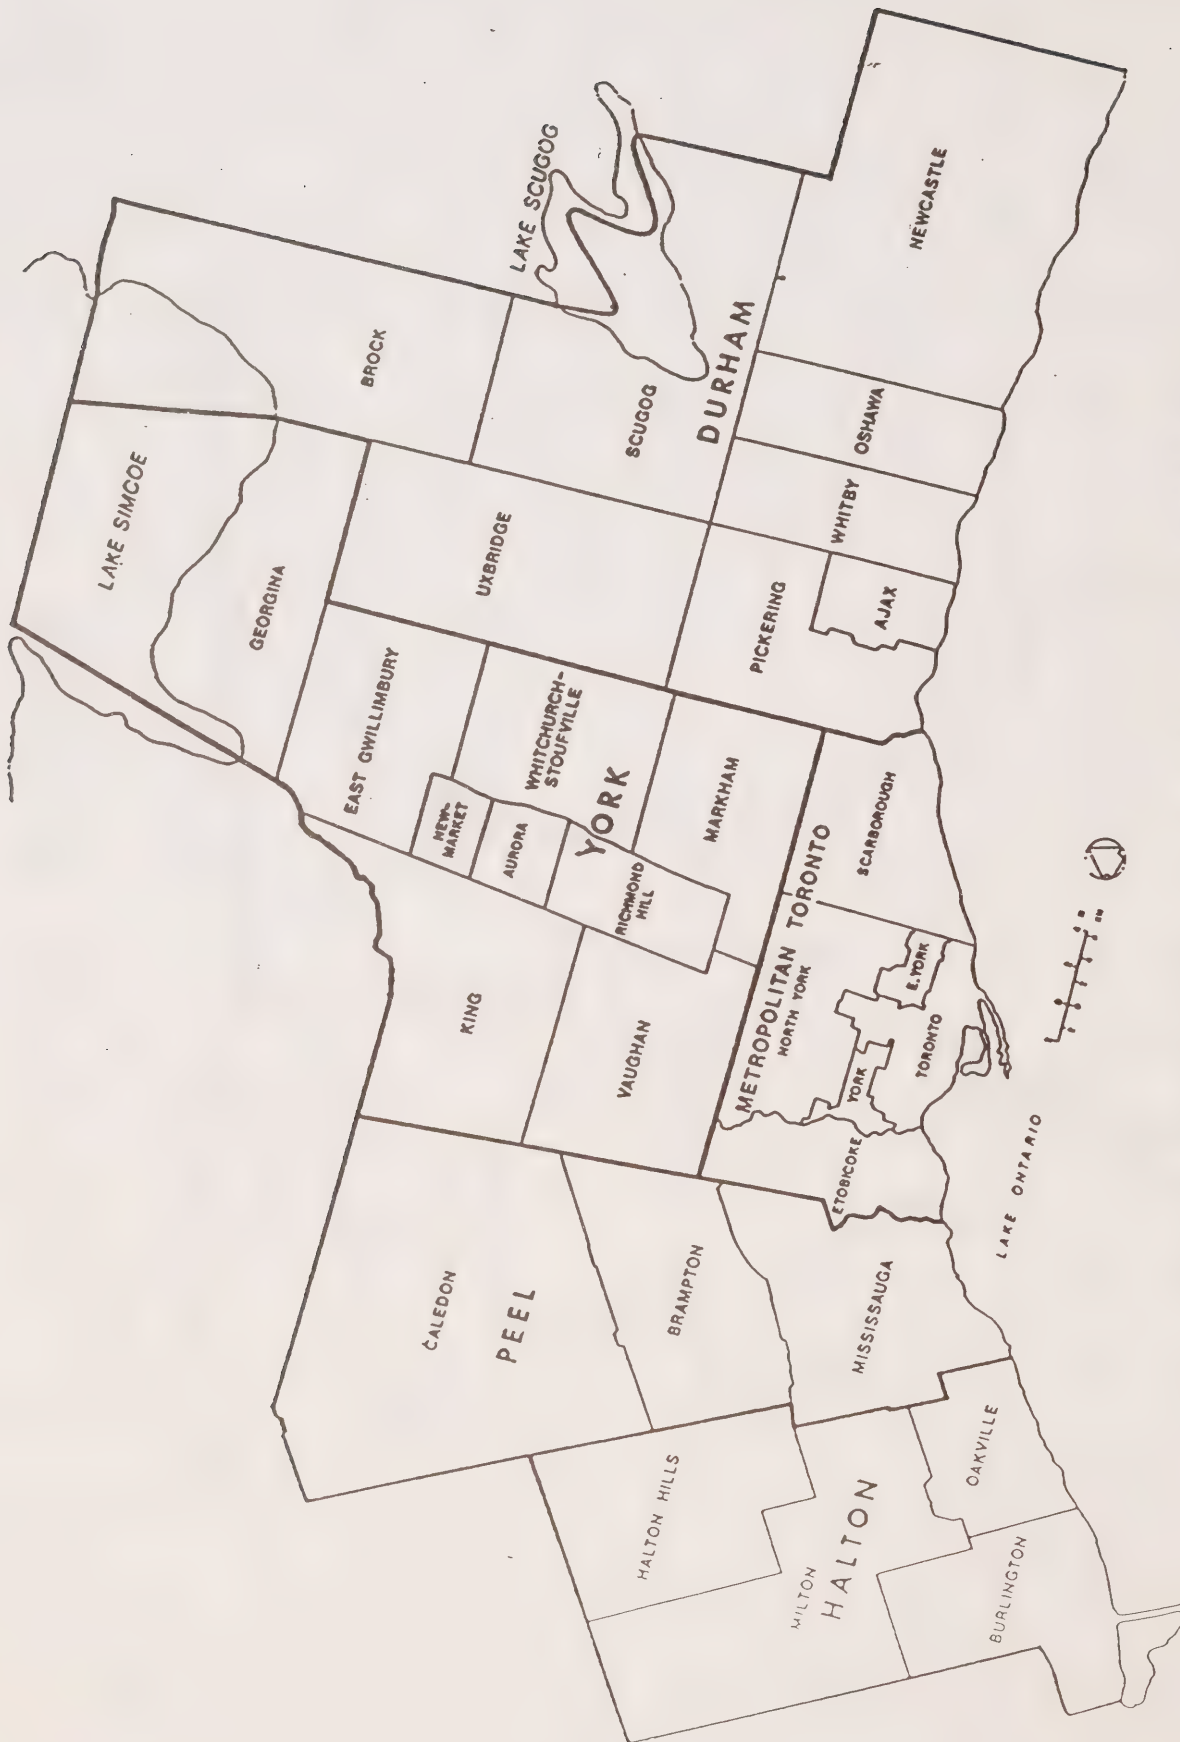 LAKE SIMCOE
GEORGINA
BROCK
LAKE SCUGOG
SCUGOG
UXBRIDGE
DURHAM
NEWCASTLE
OSHAWA
WHITBY
AJAX
PICKERING
EAST GWILLIMBURY
WHITCHURCH-
STOUFVILLE
NEW-
MARKET
AURORA
YORK
RICHMOND
HILL
MARKHAM
KING
VAUGHAN
METROPOLITAN TORONTO
NORTH YORK
SCARBOROUGH
E. YORK
YORK
TORONTO
ETOBICOKE
LAKE ONTARIO
CALEDON
PEEL
BRAMPTON
MISSISSAUGA
HALTON HILLS
MILTON
HALTON
OAKVILLE
BURLINGTON